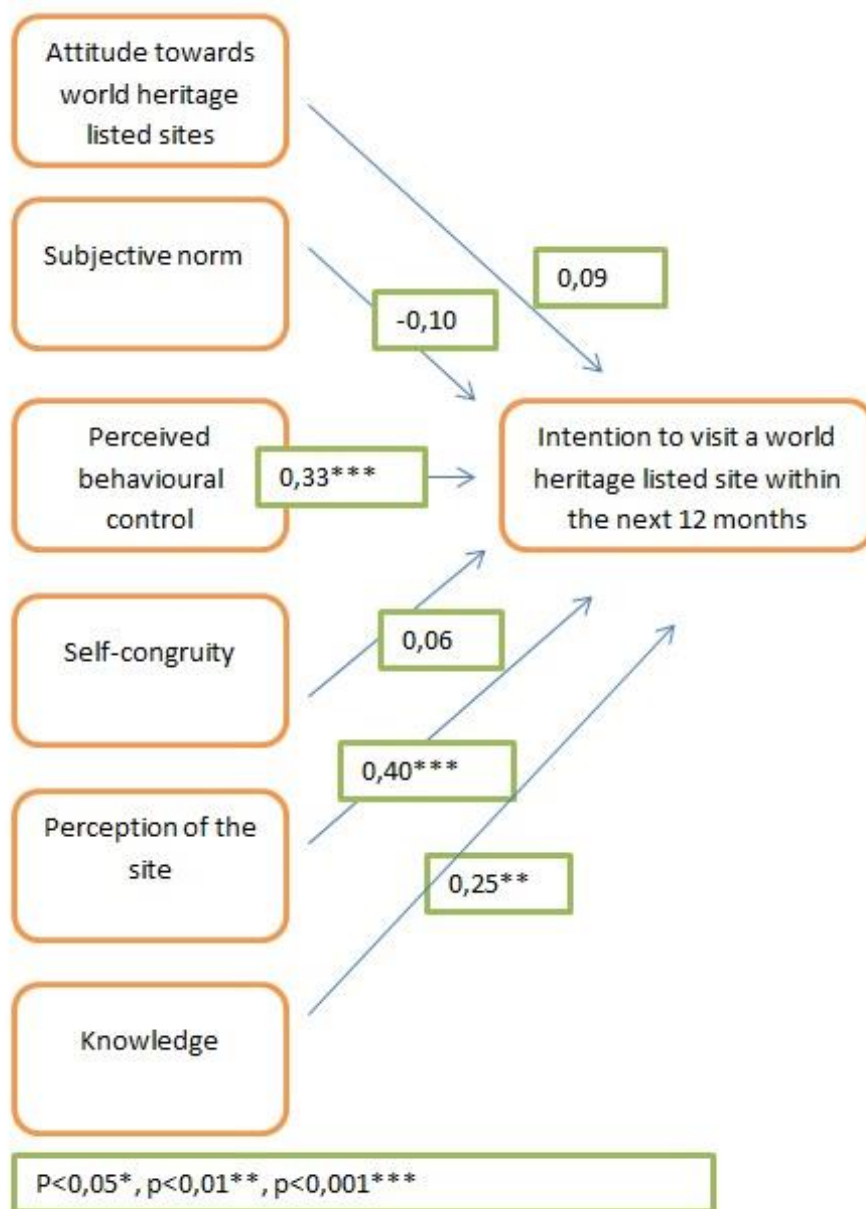 Attitude towards
world heritage
listed sites
Subjective norm
0,09
-0,10
Perceived
behavioural
control
0,33***
Intention to visit a world
heritage listed site within
the next 12 months
Self-congruity
0,06
0,40***
Perception of the
site
0,25**
Knowledge
P<0,05*, p<0,01**, p<0,001***